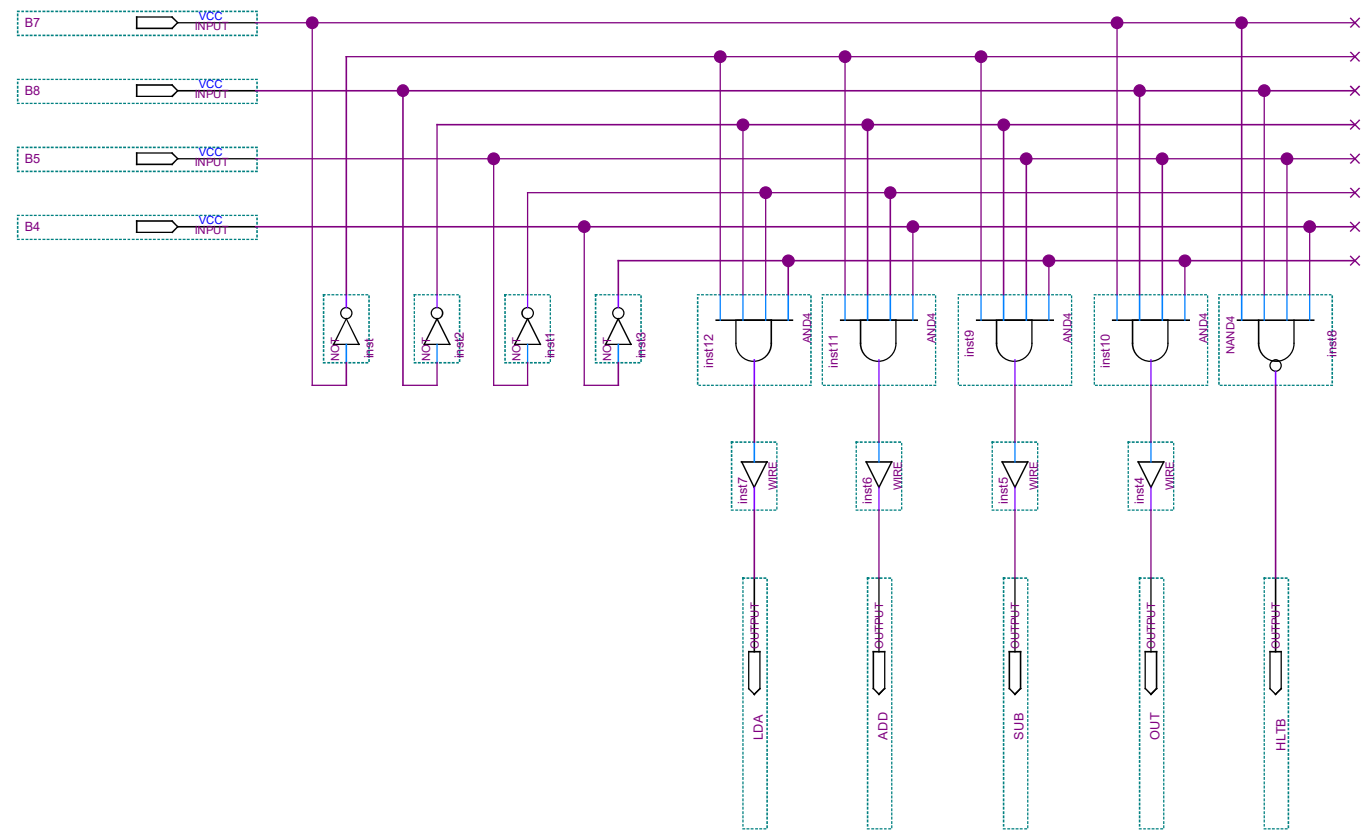 B7
VCC
INPUT
B8
VCC
INPUT
B5
VCC
INPUT
B4
VCC
INPUT
NOT
inst
NOT
inst2
NOT
inst1
NOT
inst3
inst12
AND4
inst11
AND4
inst9
AND4
inst10
AND4
NAND4
inst8
inst7
WIRE
inst6
WIRE
inst5
WIRE
inst4
WIRE
OUTPUT
OUTPUT
OUTPUT
OUTPUT
OUTPUT
LDA
ADD
SUB
OUT
HLTB